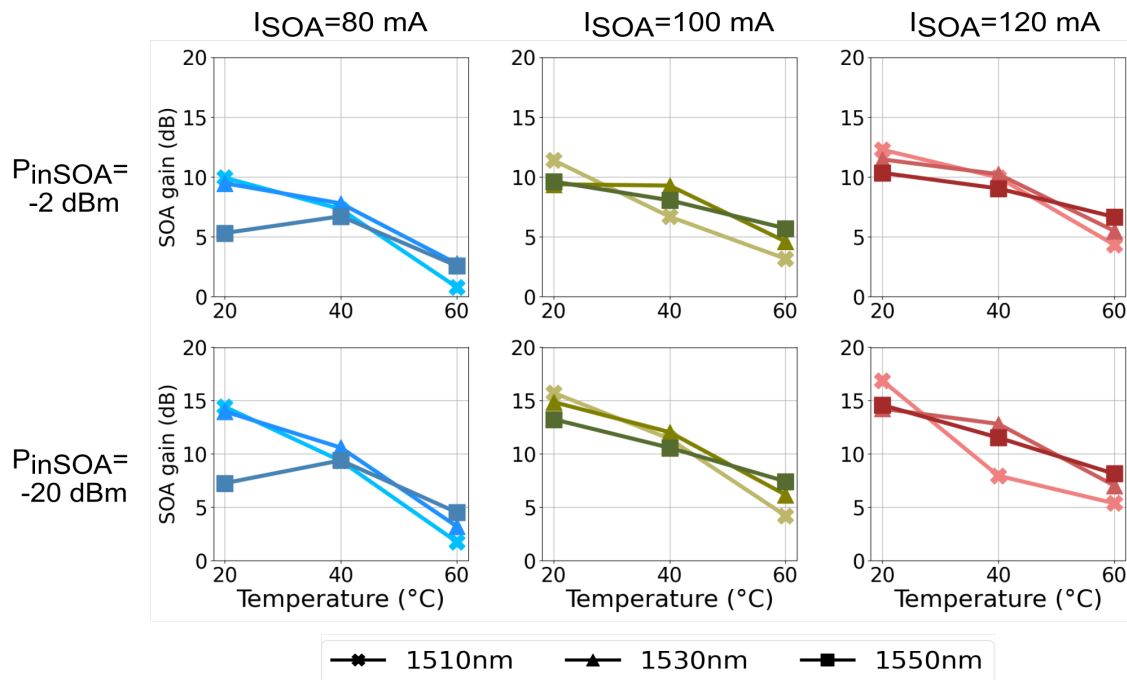 ISOA=80 mA
ISOA=100 mA
ISOA=120 mA
PinSOA=
-2 dBm
SOA gain (dB)
20
15
10
5
0
20 40 60
20
15
10
5
0
20 40 60
20
15
10
5
0
20 40 60
PinSOA=
-20 dBm
SOA gain (dB)
20
15
10
5
0
20 40 60
Temperature (°C)
20
15
10
5
0
20 40 60
Temperature (°C)
20
15
10
5
0
20 40 60
Temperature (°C)
1510nm 1530nm 1550nm